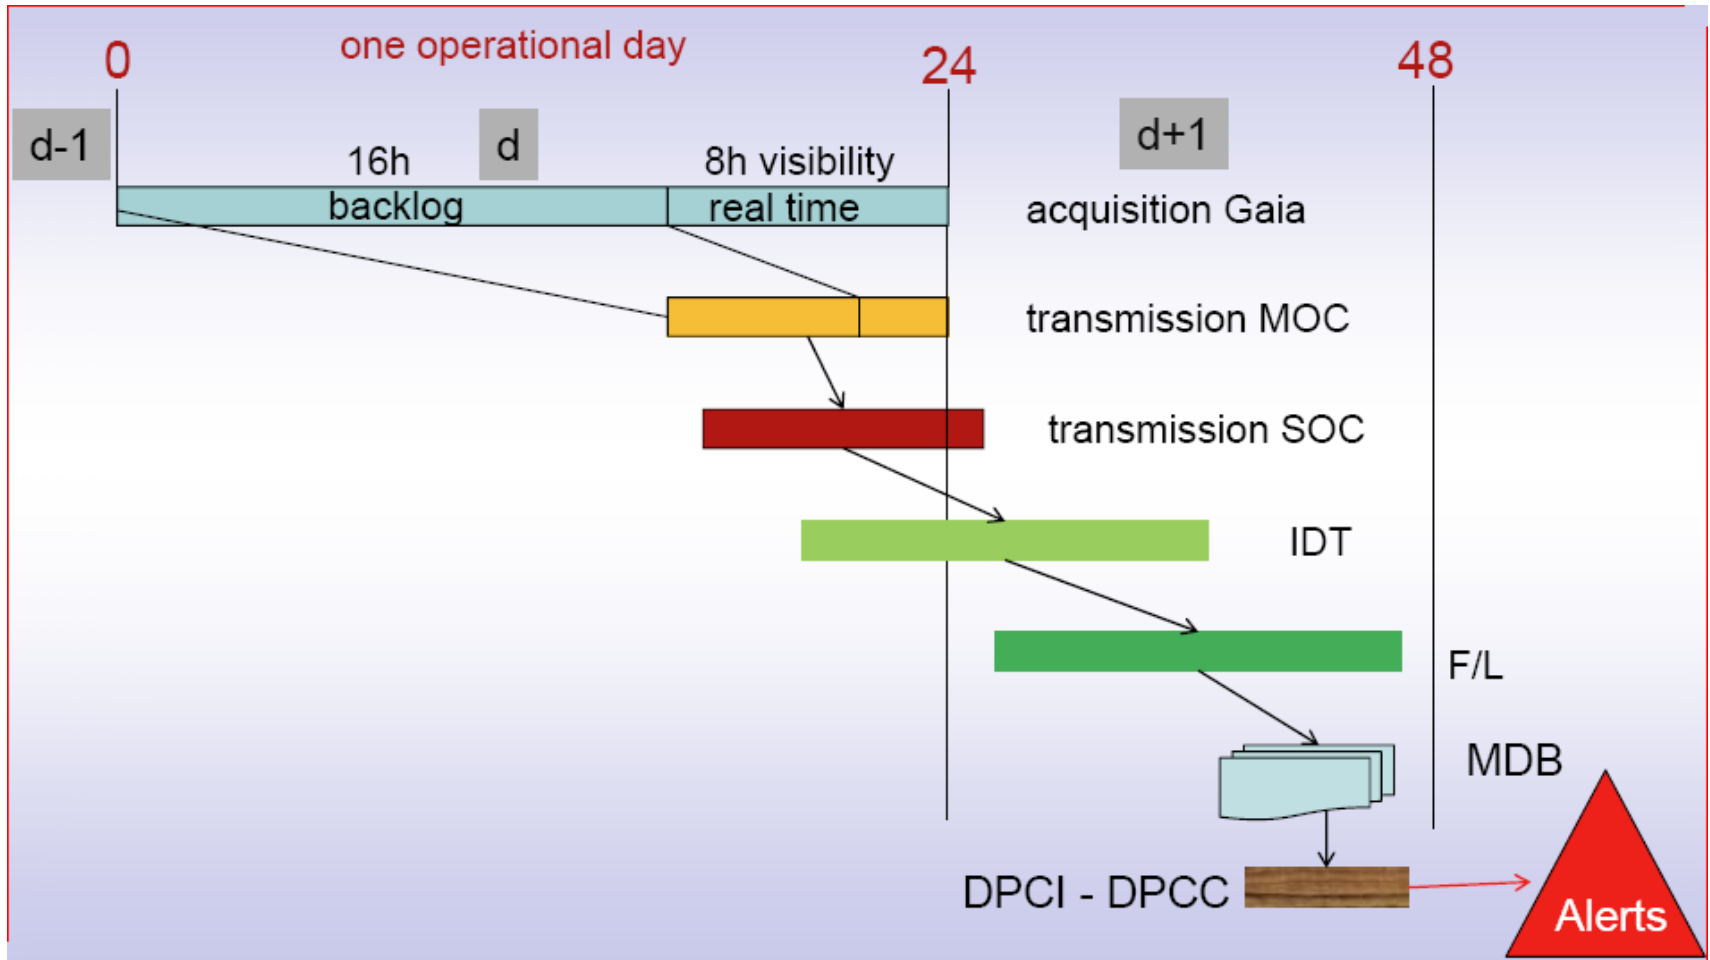 0
one operational day
24
48
d-1
16h
d
8h visibility
d+1
backlog
real time
acquisition Gaia
transmission MOC
transmission SOC
IDT
F/L
MDB
DPCI - DPCC
Alerts